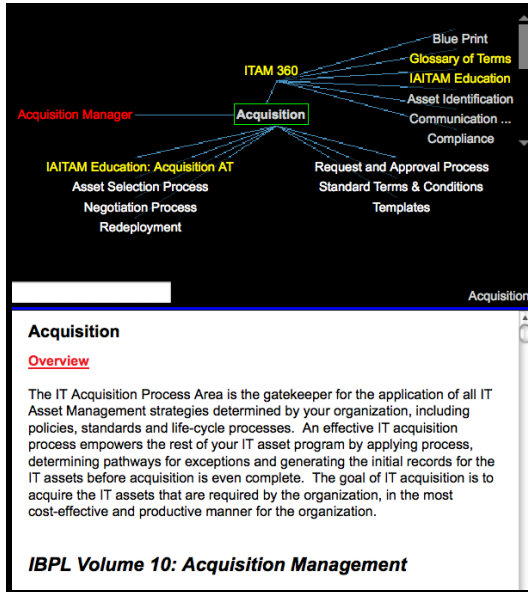 Blue Print
Glossary of Terms
ITAM 360
IAITAM Education
Asset Identification
Acquisition Manager
Acquisition
Communication ...
Compliance
IAITAM Education: Acquisition AT
Request and Approval Process
Asset Selection Process
Standard Terms & Conditions
Negotiation Process
Templates
Redeployment
Acquisition
Acquisition
Overview
The IT Acquisition Process Area is the gatekeeper for the application of all IT
Asset Management strategies determined by your organization, including
policies, standards and life-cycle processes.  An effective IT acquisition
process empowers the rest of your IT asset program by applying process,
determining pathways for exceptions and generating the initial records for the
IT assets before acquisition is even complete.  The goal of IT acquisition is to
acquire the IT assets that are required by the organization, in the most
cost-effective and productive manner for the organization.
IBPL Volume 10: Acquisition Management